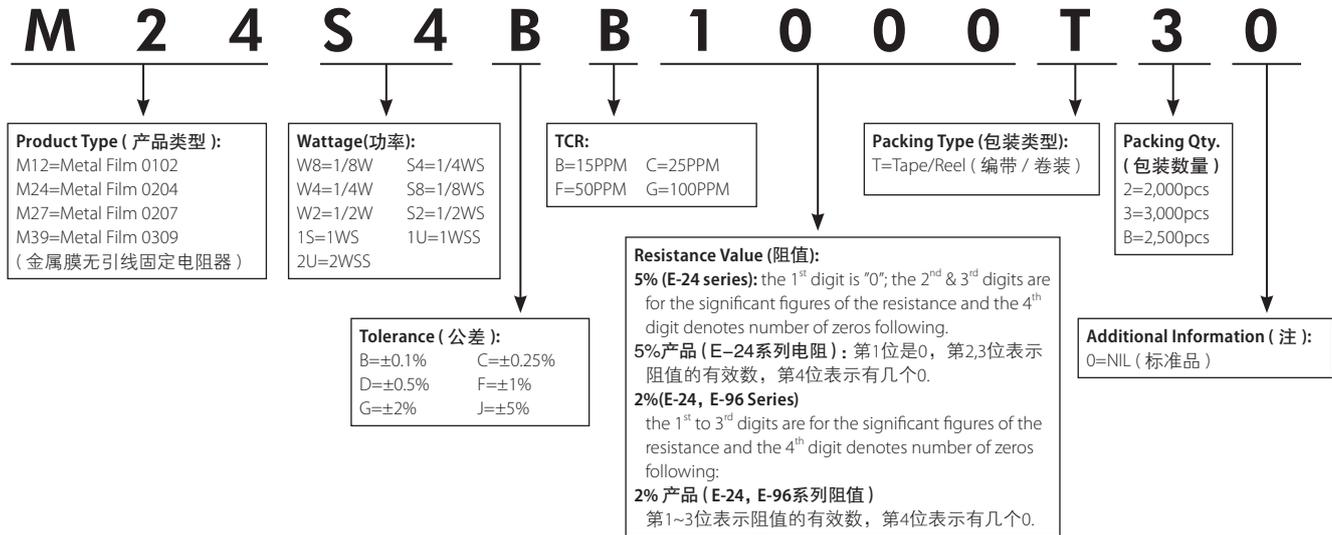 M 2 4 S 4 B B 1 0 0 0 T 3 0
Product Type ( 产品类型 ):
M12=Metal Film 0102
M24=Metal Film 0204
M27=Metal Film 0207
M39=Metal Film 0309
( 金属膜无引线固定电阻器 )
Wattage(功率):
W8=1/8W S4=1/4WS
W4=1/4W S8=1/8WS
W2=1/2W S2=1/2WS
1S=1WS 1U=1WSS
2U=2WSS
TCR:
B=15PPM C=25PPM
F=50PPM G=100PPM
Packing Type (包装类型):
T=Tape/Reel ( 编带 / 卷装 )
Packing Qty.
( 包装数量 )
2=2,000pcs
3=3,000pcs
B=2,500pcs
Tolerance ( 公差 ):
B=±0.1% C=±0.25%
D=±0.5% F=±1%
G=±2% J=±5%
Resistance Value (阻值):
5% (E-24 series): the 1st digit is "0"; the 2nd & 3rd digits are
for the significant figures of the resistance and the 4th
digit denotes number of zeros following.
5%产品 ( E–24系列电阻 ) : 第1位是0，第2,3位表示
阻值的有效数，第4位表示有几个0.
2%(E-24, E-96 Series)
the 1st to 3rd digits are for the significant figures of the
resistance and the 4th digit denotes number of zeros
following:
2% 产品 ( E-24, E-96系列阻值 )
第1~3位表示阻值的有效数，第4位表示有几个0.
Additional Information ( 注 ):
0=NIL ( 标准品 )